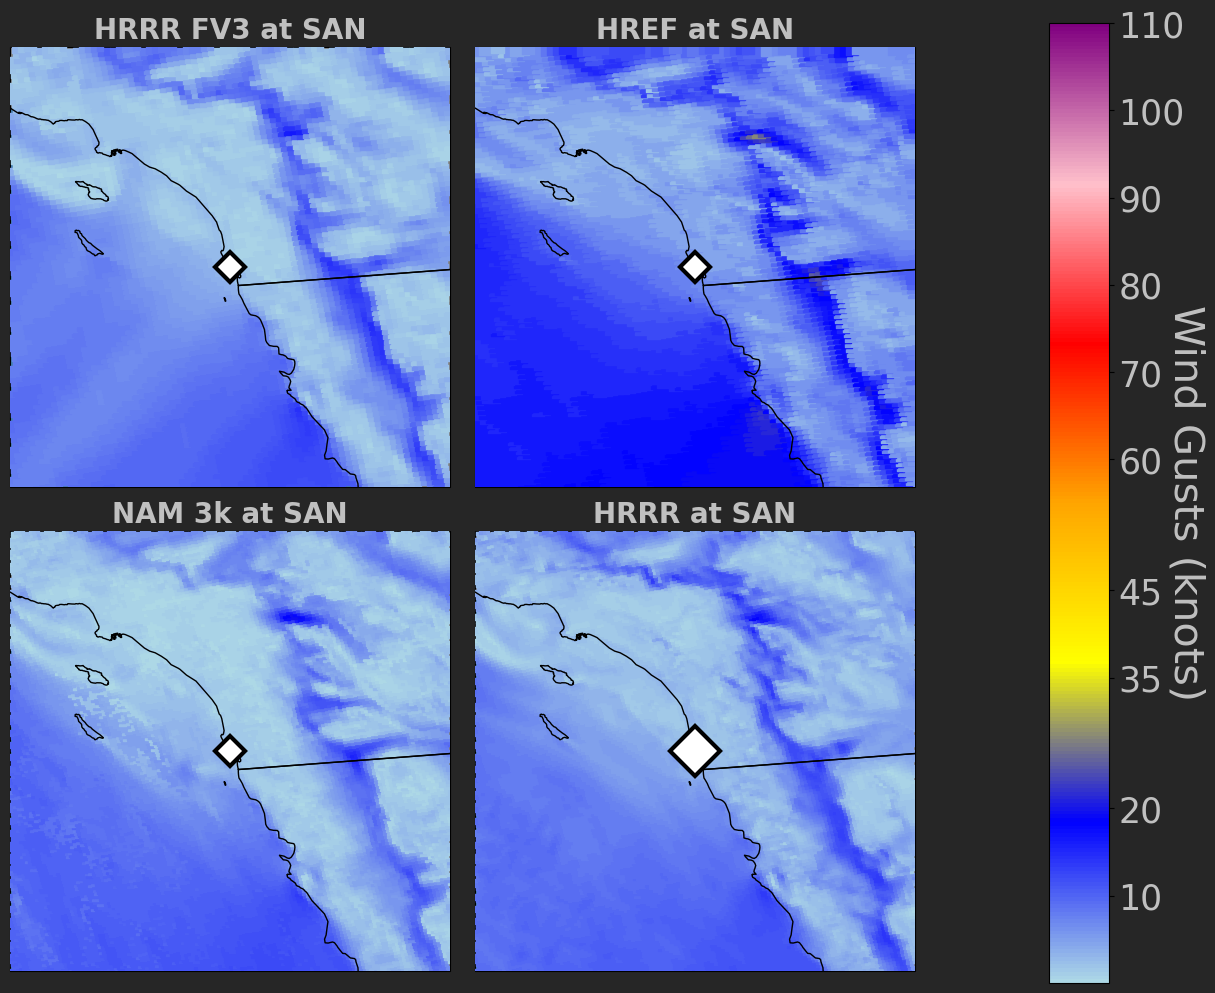 HRRR FV3 at SAN
HREF at SAN
NAM 3k at SAN
HRRR at SAN
110
100
90
80
70
60
45
35
20
10
Wind Gusts (knots)